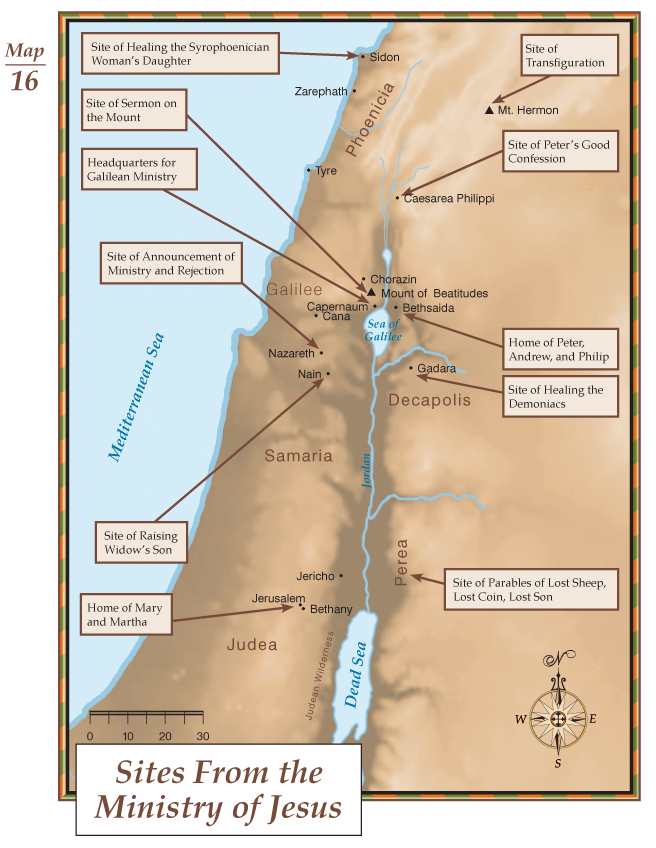 Map
16
Site of Healing the Syrophoenician
Woman's Daughter
Sidon
Site of
Transfiguration
Zarephath
Phoenicia
Mt. Hermon
Site of Sermon on
the Mount
Site of Peter's Good
Confession
Headquarters for
Galilean Ministry
Tyre
Caesarea Philippi
Site of Announcement of
Ministry and Rejection
Chorazin
Galilee
Mount of Beatitudes
Capernaum
Bethsaida
Cana
Sea of
Galilee
Mediterranean Sea
Home of Peter,
Andrew, and Philip
Nazareth
Nain
Gadara
Site of Healing the
Demoniacs
Decapolis
Samaria
Jordan
Site of Raising
Widow's Son
Perea
Jericho
Site of Parables of Lost Sheep,
Lost Coin, Lost Son
Home of Mary
and Martha
Jerusalem
Bethany
Judea
Judean Wilderness
Dead Sea
N
W
E
S
0 10 20 30
Sites From the
Ministry of Jesus